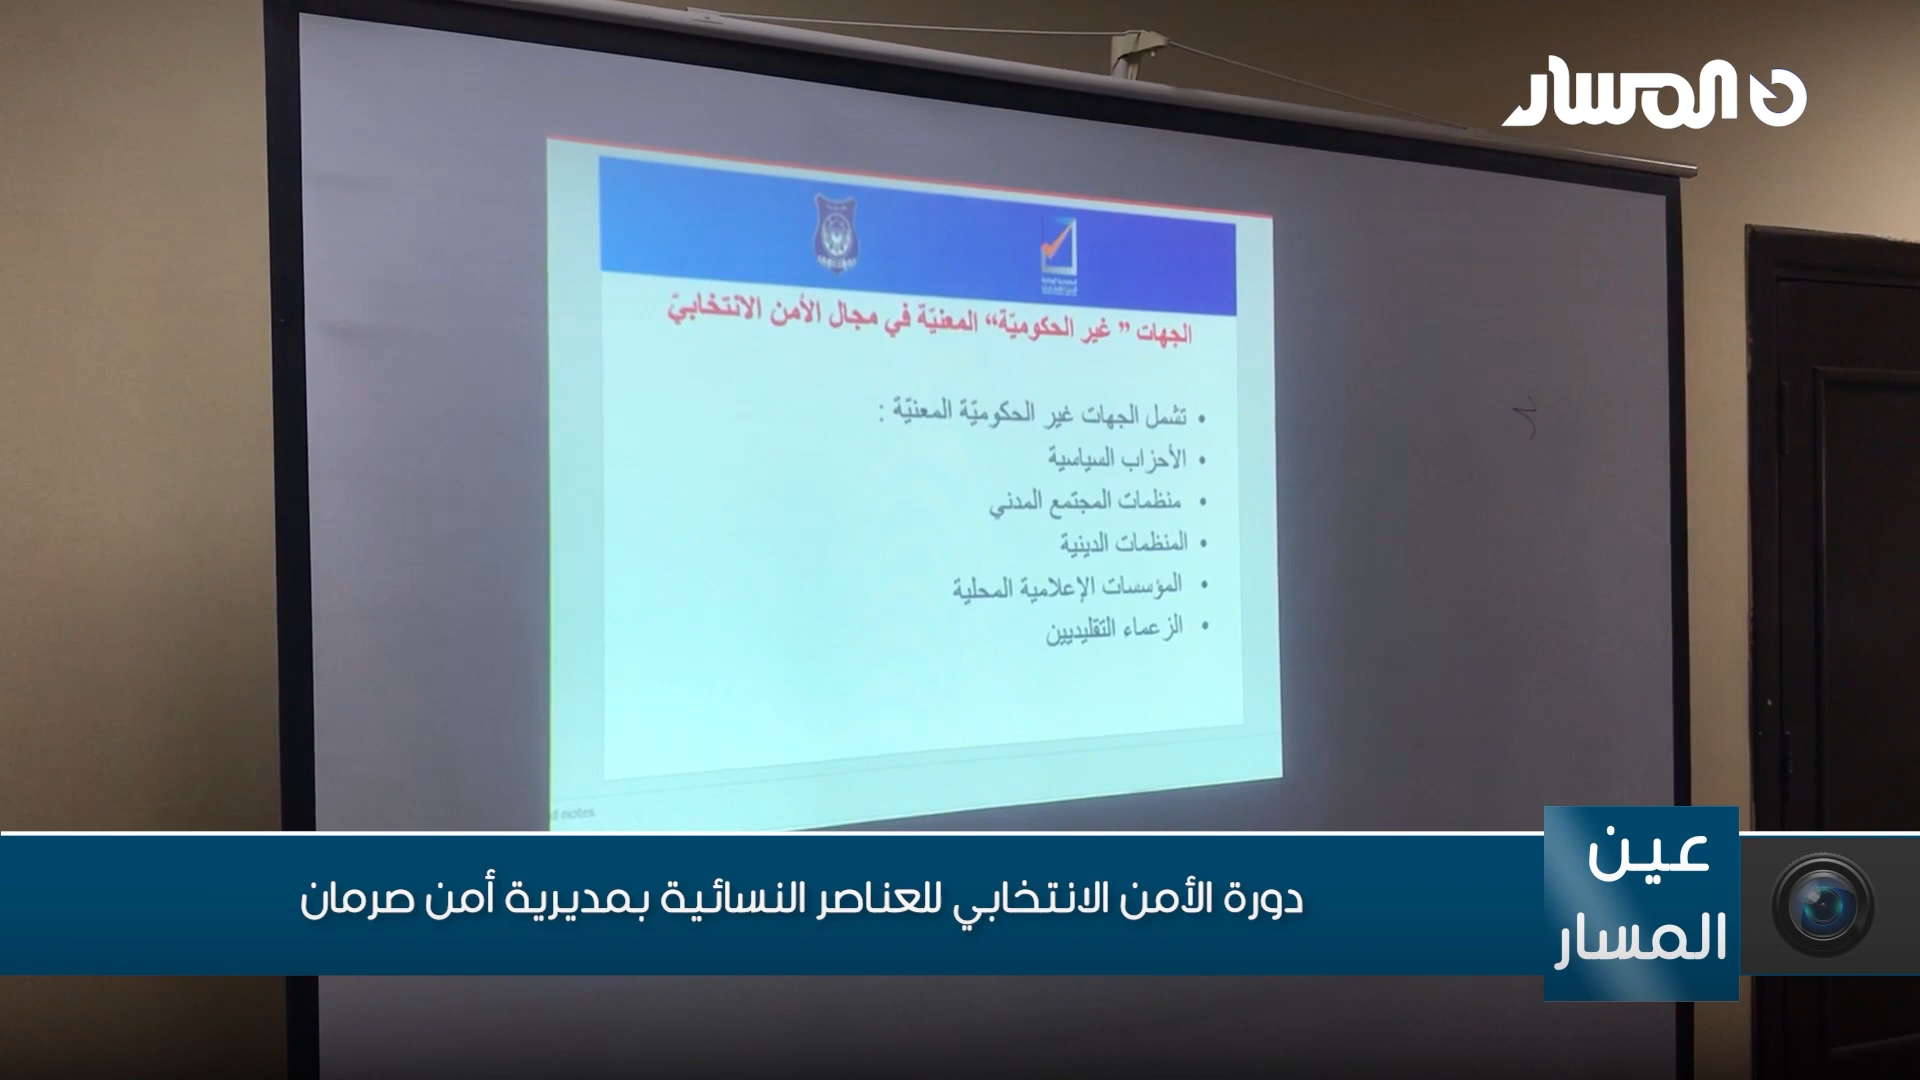 المسار
الجهات " غير الحكوميّة" المعنيّة في مجال الأمن الانتخابيّ
• تشمل الجهات غير الحكوميّة المعنيّة :
• الأحزاب السياسية
• منظمات المجتمع المدني
• المنظمات الدينية
• المؤسسات الإعلامية المحلية
• الزعماء التقليديين
notes
عين
المسار
دورة الأمن الانتخابي للعناصر النسائية بمديرية أمن صرمان